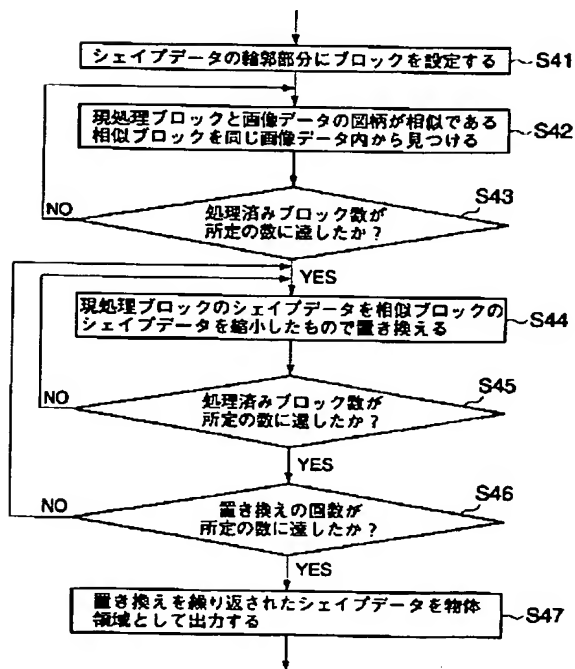 シェイプデータの輪郭部分にブロックを設定する
S41
現処理ブロックと画像データの図柄が相似である
相似ブロックを同じ画像データ内から見つける
S42
処理済みブロック数が
所定の数に達したか?
S43
NO
YES
現処理ブロックのシェイプデータを相似ブロックの
シェイプデータを縮小したもので置き換える
S44
処理済みブロック数が
所定の数に達したか?
S45
NO
YES
置き換えの回数が
所定の数に達したか?
S46
NO
YES
置き換えを繰り返されたシェイプデータを物体
領域として出力する
S47